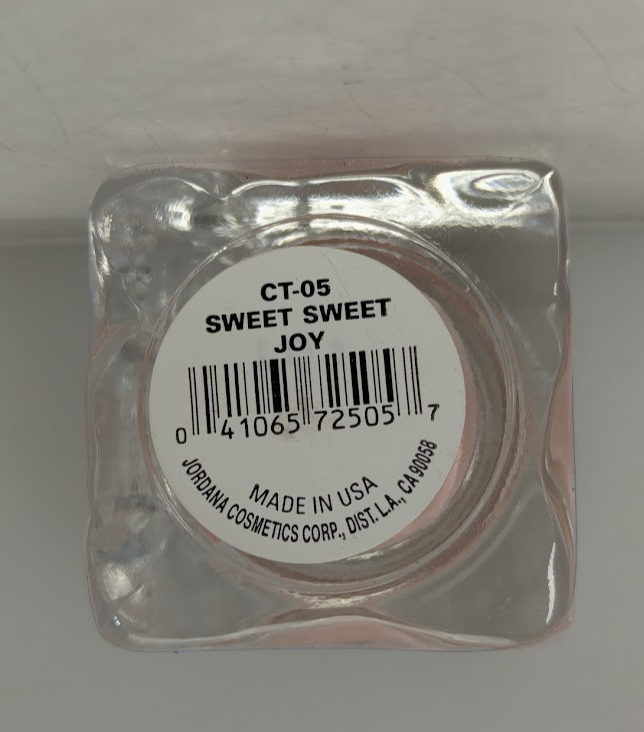 CT-05
SWEET SWEET
JOY
0 41065 72505 7
MADE IN USA
JORDANA COSMETICS CORP., DIST. L.A., CA 90058